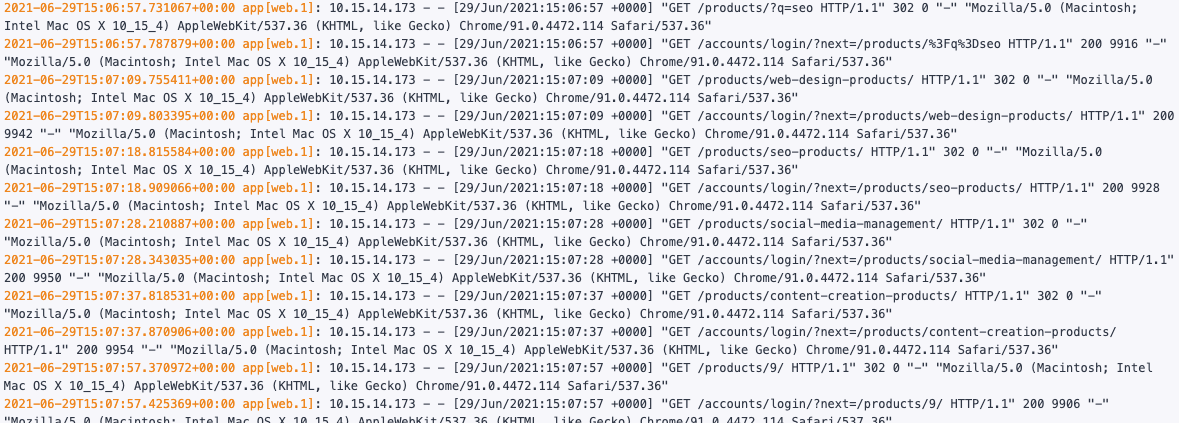 2021-06-29T15:06:57.731067+00:00 app[web.1]: 10.15.14.173 - - [29/Jun/2021:15:06:57 +0000] "GET /products/?q=seo HTTP/1.1" 302 0 "-" "Mozilla/5.0 (Macintosh;
Intel Mac OS X 10_15_4) AppleWebKit/537.36 (KHTML, like Gecko) Chrome/91.0.4472.114 Safari/537.36"
2021-06-29T15:06:57.787879+00:00 app[web.1]: 10.15.14.173 - - [29/Jun/2021:15:06:57 +0000] "GET /accounts/login/?next=/products/%3Fq%3Dseo HTTP/1.1" 200 9916 "-"
"Mozilla/5.0 (Macintosh; Intel Mac OS X 10_15_4) AppleWebKit/537.36 (KHTML, like Gecko) Chrome/91.0.4472.114 Safari/537.36"
2021-06-29T15:07:09.755411+00:00 app[web.1]: 10.15.14.173 - - [29/Jun/2021:15:07:09 +0000] "GET /products/web-design-products/ HTTP/1.1" 302 0 "-" "Mozilla/5.0
(Macintosh; Intel Mac OS X 10_15_4) AppleWebKit/537.36 (KHTML, like Gecko) Chrome/91.0.4472.114 Safari/537.36"
2021-06-29T15:07:09.803395+00:00 app[web.1]: 10.15.14.173 - - [29/Jun/2021:15:07:09 +0000] "GET /accounts/login/?next=/products/web-design-products/ HTTP/1.1" 200
9942 "-" "Mozilla/5.0 (Macintosh; Intel Mac OS X 10_15_4) AppleWebKit/537.36 (KHTML, like Gecko) Chrome/91.0.4472.114 Safari/537.36"
2021-06-29T15:07:18.815584+00:00 app[web.1]: 10.15.14.173 - - [29/Jun/2021:15:07:18 +0000] "GET /products/seo-products/ HTTP/1.1" 302 0 "-" "Mozilla/5.0
(Macintosh; Intel Mac OS X 10_15_4) AppleWebKit/537.36 (KHTML, like Gecko) Chrome/91.0.4472.114 Safari/537.36"
2021-06-29T15:07:18.909066+00:00 app[web.1]: 10.15.14.173 - - [29/Jun/2021:15:07:18 +0000] "GET /accounts/login/?next=/products/seo-products/ HTTP/1.1" 200 9928
"-" "Mozilla/5.0 (Macintosh; Intel Mac OS X 10_15_4) AppleWebKit/537.36 (KHTML, like Gecko) Chrome/91.0.4472.114 Safari/537.36"
2021-06-29T15:07:28.210887+00:00 app[web.1]: 10.15.14.173 - - [29/Jun/2021:15:07:28 +0000] "GET /products/social-media-management/ HTTP/1.1" 302 0 "-"
"Mozilla/5.0 (Macintosh; Intel Mac OS X 10_15_4) AppleWebKit/537.36 (KHTML, like Gecko) Chrome/91.0.4472.114 Safari/537.36"
2021-06-29T15:07:28.343035+00:00 app[web.1]: 10.15.14.173 - - [29/Jun/2021:15:07:28 +0000] "GET /accounts/login/?next=/products/social-media-management/ HTTP/1.1"
200 9950 "-" "Mozilla/5.0 (Macintosh; Intel Mac OS X 10_15_4) AppleWebKit/537.36 (KHTML, like Gecko) Chrome/91.0.4472.114 Safari/537.36"
2021-06-29T15:07:37.818531+00:00 app[web.1]: 10.15.14.173 - - [29/Jun/2021:15:07:37 +0000] "GET /products/content-creation-products/ HTTP/1.1" 302 0 "-"
"Mozilla/5.0 (Macintosh; Intel Mac OS X 10_15_4) AppleWebKit/537.36 (KHTML, like Gecko) Chrome/91.0.4472.114 Safari/537.36"
2021-06-29T15:07:37.870906+00:00 app[web.1]: 10.15.14.173 - - [29/Jun/2021:15:07:37 +0000] "GET /accounts/login/?next=/products/content-creation-products/
HTTP/1.1" 200 9954 "-" "Mozilla/5.0 (Macintosh; Intel Mac OS X 10_15_4) AppleWebKit/537.36 (KHTML, like Gecko) Chrome/91.0.4472.114 Safari/537.36"
2021-06-29T15:07:57.370972+00:00 app[web.1]: 10.15.14.173 - - [29/Jun/2021:15:07:57 +0000] "GET /products/9/ HTTP/1.1" 302 0 "-" "Mozilla/5.0 (Macintosh; Intel
Mac OS X 10_15_4) AppleWebKit/537.36 (KHTML, like Gecko) Chrome/91.0.4472.114 Safari/537.36"
2021-06-29T15:07:57.425369+00:00 app[web.1]: 10.15.14.173 - - [29/Jun/2021:15:07:57 +0000] "GET /accounts/login/?next=/products/9/ HTTP/1.1" 200 9906 "-"
"Mozilla/5.0 (Macintosh; Intel Mac OS X 10_15_4) AppleWebKit/537.36 (KHTML, like Gecko) Chrome/91.0.4472.114 Safari/537.36"